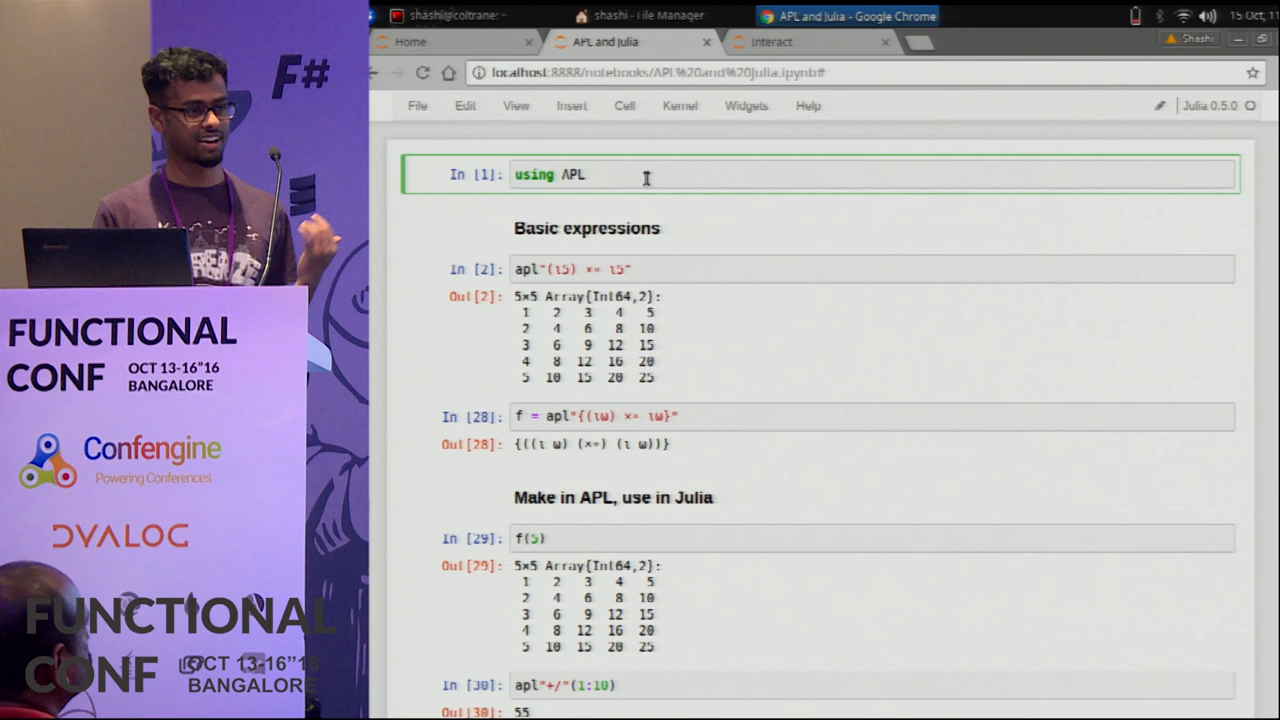 F#
FUNCTIONAL
CONF
OCT 13-16"16
BANGALORE
Confengine
Powering Conferences
DYALOC
FUNCTIONAL
CONF
OCT 13-16"16
BANGALORE
shashi@coltrane: ~
shashi - File Manager
APL and Julia - Google Chrome
15 Oct, 1
Home
APL and Julia
Interact
Shashi
localhost:8888/notebooks/APL%20and%20Julia.ipynb#
File Edit View Insert Cell Kernel Widgets Help
Julia 0.5.0
In [1]: using APL
Basic expressions
In [2]: apl"(ι5) ×∘ ι5"
Out[2]: 5×5 Array{Int64,2}:
1 2 3 4 5
2 4 6 8 10
3 6 9 12 15
4 8 12 16 20
5 10 15 20 25
In [28]: f = apl"{(ιω) ×∘ ιω}"
Out[28]: {((ι ω) (×∘) (ι ω))}
Make in APL, use in Julia
In [29]: f(5)
Out[29]: 5×5 Array{Int64,2}:
1 2 3 4 5
2 4 6 8 10
3 6 9 12 15
4 8 12 16 20
5 10 15 20 25
In [30]: apl"+/"(1:10)
Out[30]: 55